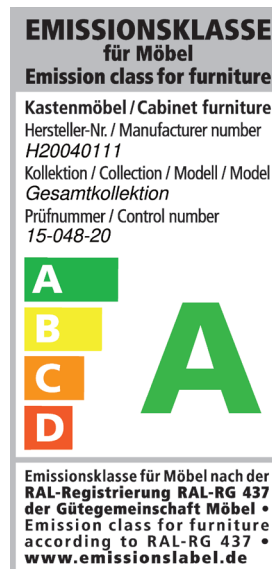 EMISSIONSKLASSE
für Möbel
Emission class for furniture
Kastenmöbel / Cabinet furniture
Hersteller-Nr. / Manufacturer number
H20040111
Kollektion / Collection / Modell / Model
Gesamtkollektion
Prüfnummer / Control number
15-048-20
A
B
C
D
A
Emissionsklasse für Möbel nach der
RAL-Registrierung RAL-RG 437
der Gütegemeinschaft Möbel •
Emission class for furniture
according to RAL-RG 437 •
www.emissionslabel.de